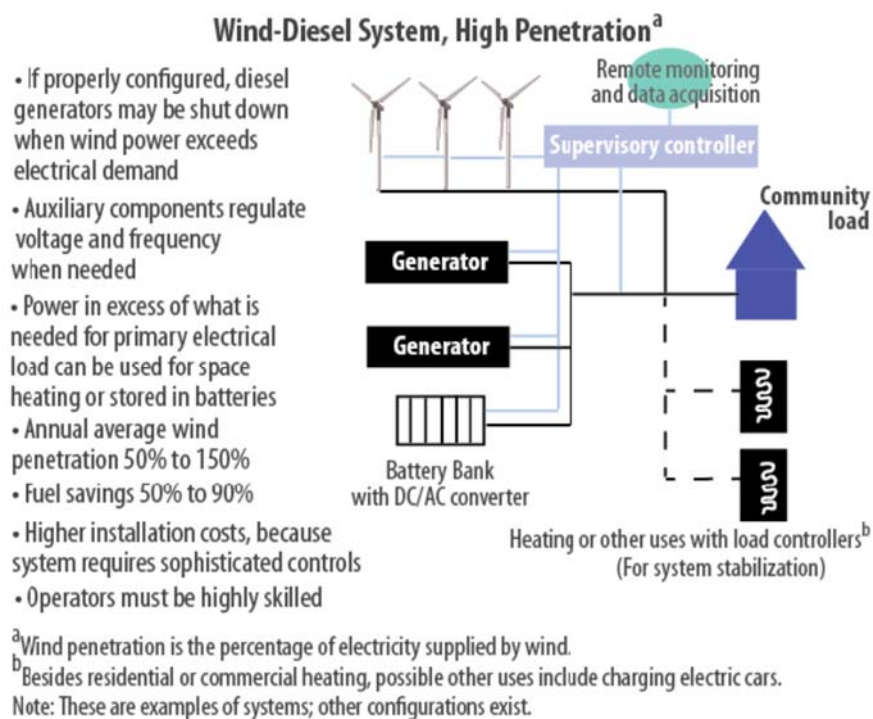 Wind-Diesel System, High Penetrationᵃ
• If properly configured, diesel
generators may be shut down
when wind power exceeds
electrical demand
• Auxiliary components regulate
voltage and frequency
when needed
• Power in excess of what is
needed for primary electrical
load can be used for space
heating or stored in batteries
• Annual average wind
penetration 50% to 150%
• Fuel savings 50% to 90%
• Higher installation costs, because
system requires sophisticated controls
• Operators must be highly skilled
Remote monitoring
and data acquisition
Supervisory controller
Community
load
Generator
Generator
Battery Bank
with DC/AC converter
Heating or other uses with load controllersᵇ
(For system stabilization)
ᵃWind penetration is the percentage of electricity supplied by wind.
ᵇBesides residential or commercial heating, possible other uses include charging electric cars.
Note: These are examples of systems; other configurations exist.